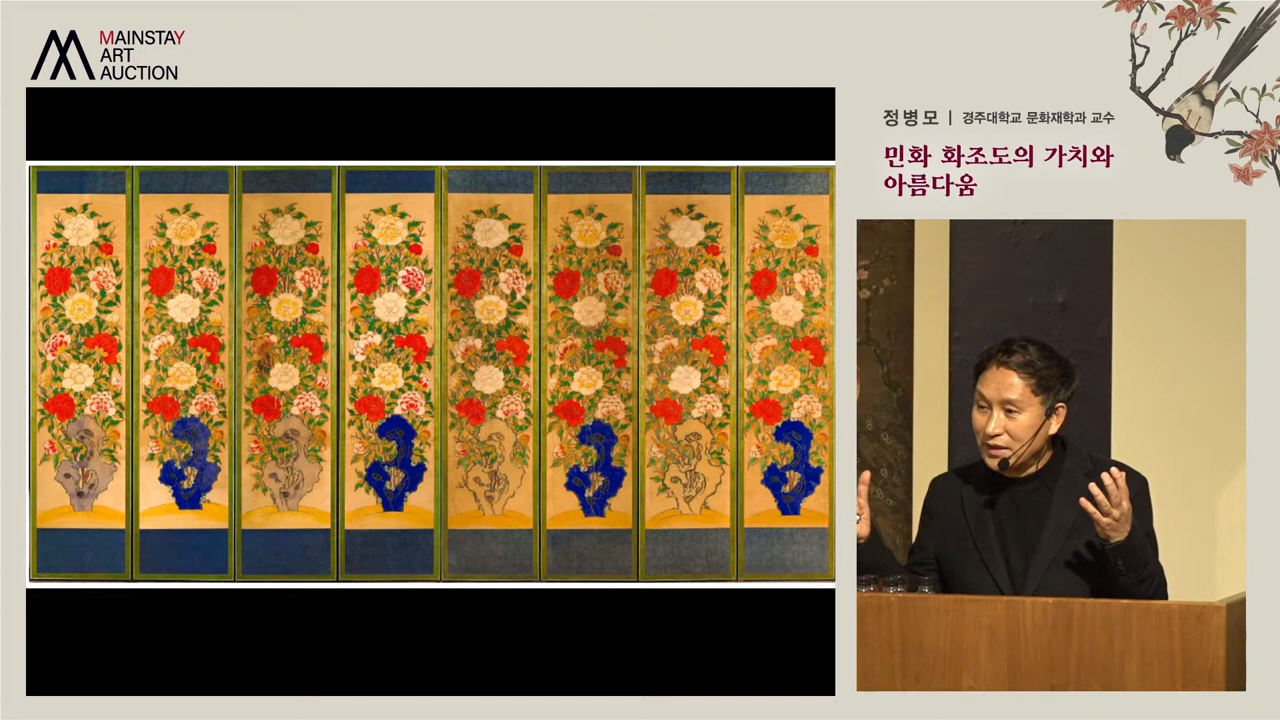 MAINSTAY
ART
AUCTION
정병모 | 경주대학교 문화재학과 교수
민화 화조도의 가치와
아름다움